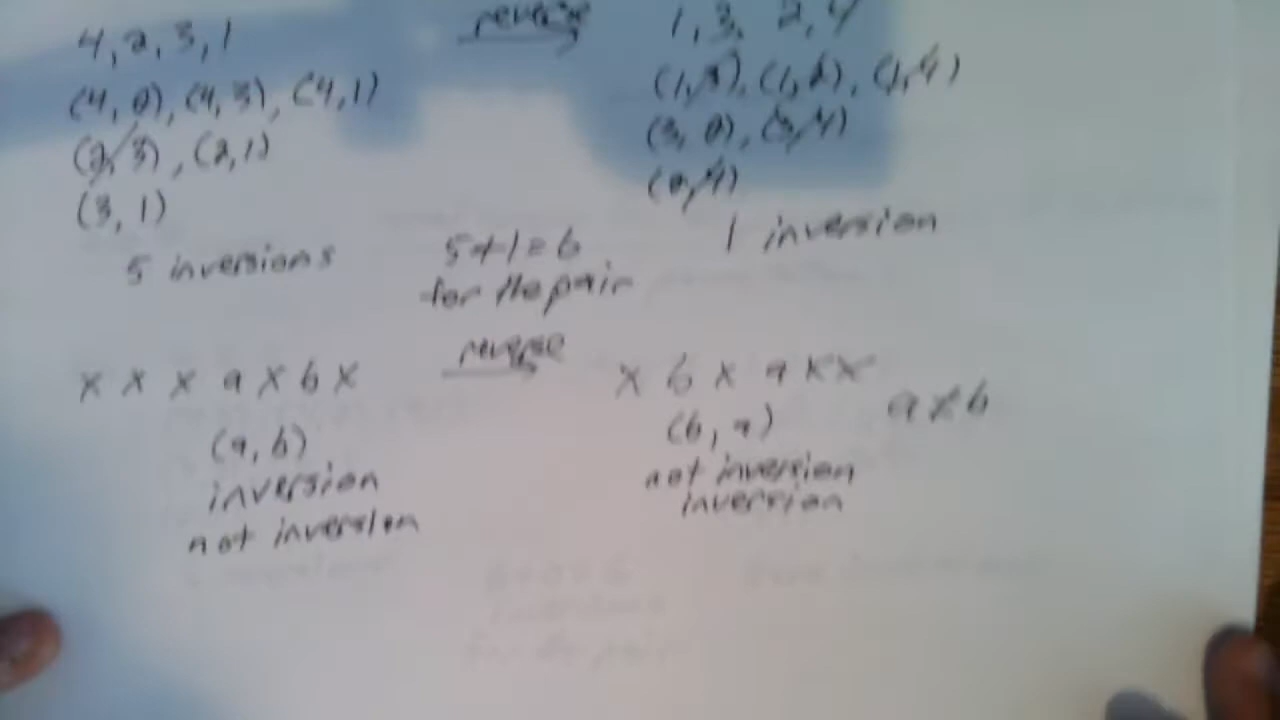 4, 2, 3, 1 reverse 1, 3, 2, 4
(4, 2), (4, 3), (4, 1) (1, 3), (1, 2), (1, 4)
(2, 3), (2, 1) (3, 2), (3, 4)
(3, 1) (2, 4)
5 inversions 5+1=6 1 inversion
for the pair
reverse
x x x a x b x x b x a x x a x b
(a, b) (b, a)
inversion not inversion
not inversion inversion